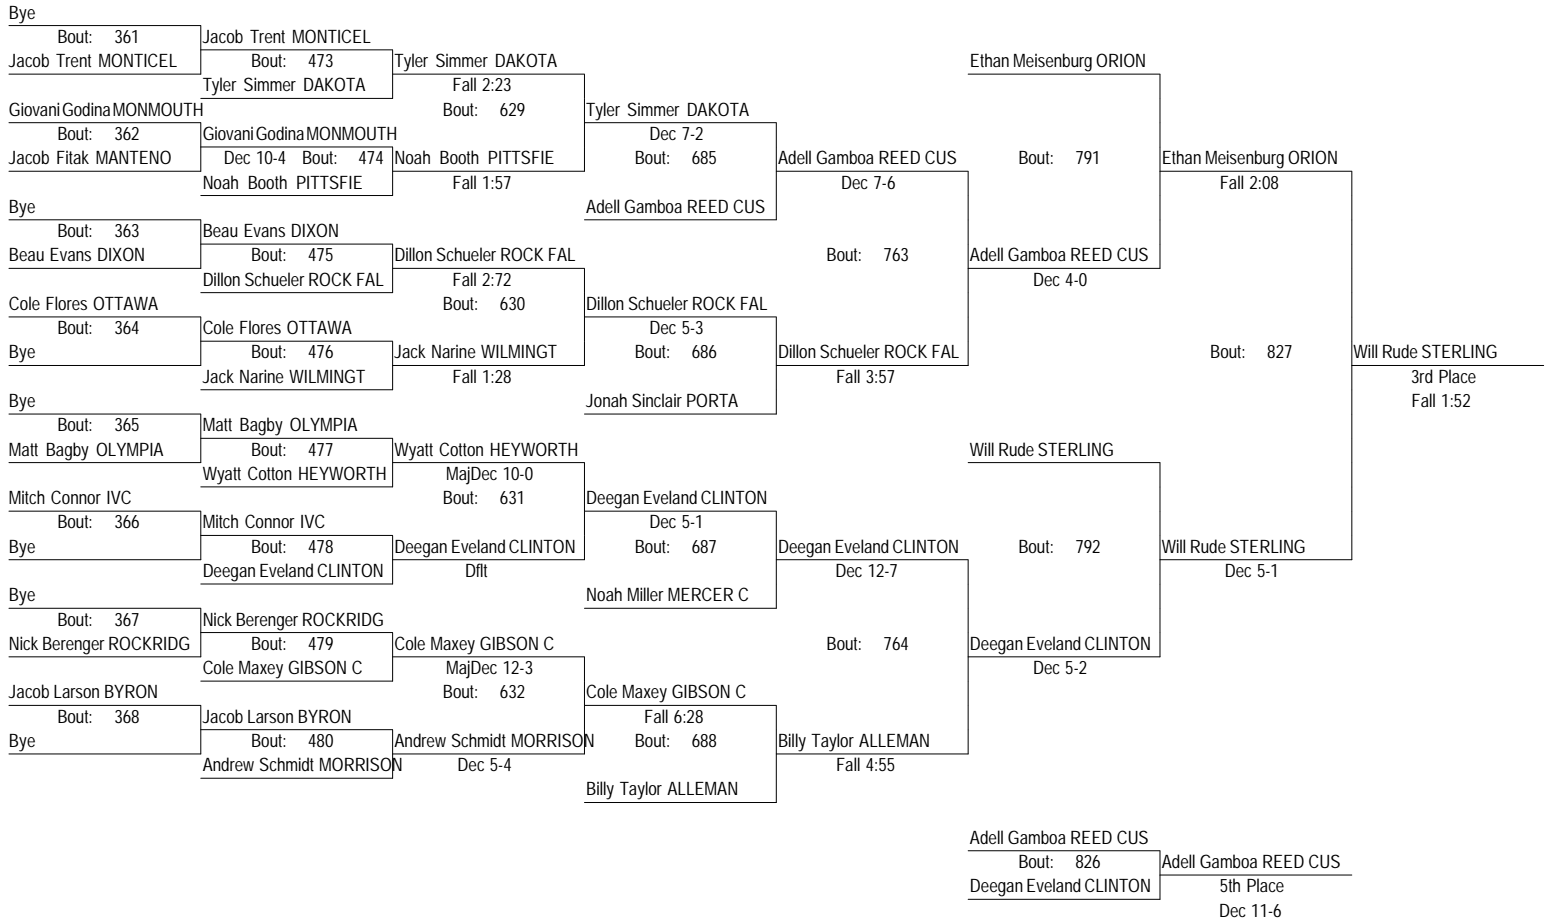 Bye
Bout: 361
Jacob Trent MONTICEL
Jacob Trent MONTICEL
Bout: 473
Tyler Simmer DAKOTA
Tyler Simmer DAKOTA
Fall 2:23
Bout: 629
Giovani Godina MONMOUTH
Bout: 362
Jacob Fitak MANTENO
Giovani Godina MONMOUTH
Dec 10-4 Bout: 474
Noah Booth PITTSFIE
Noah Booth PITTSFIE
Fall 1:57
Tyler Simmer DAKOTA
Dec 7-2
Bout: 685
Adell Gamboa REED CUS
Adell Gamboa REED CUS
Dec 7-6
Bout: 763
Bye
Bout: 363
Beau Evans DIXON
Beau Evans DIXON
Bout: 475
Dillon Schueler ROCK FAL
Dillon Schueler ROCK FAL
Fall 2:72
Bout: 630
Cole Flores OTTAWA
Bout: 364
Bye
Cole Flores OTTAWA
Bout: 476
Jack Narine WILMINGT
Jack Narine WILMINGT
Fall 1:28
Dillon Schueler ROCK FAL
Dec 5-3
Bout: 686
Jonah Sinclair PORTA
Dillon Schueler ROCK FAL
Fall 3:57
Ethan Meisenburg ORION
Bout: 791
Adell Gamboa REED CUS
Dec 4-0
Ethan Meisenburg ORION
Fall 2:08
Bout: 827
Will Rude STERLING
3rd Place
Fall 1:52
Bye
Bout: 365
Matt Bagby OLYMPIA
Matt Bagby OLYMPIA
Bout: 477
Wyatt Cotton HEYWORTH
Wyatt Cotton HEYWORTH
MajDec 10-0
Bout: 631
Mitch Connor IVC
Bout: 366
Bye
Mitch Connor IVC
Bout: 478
Deegan Eveland CLINTON
Deegan Eveland CLINTON
Dflt
Deegan Eveland CLINTON
Dec 5-1
Bout: 687
Noah Miller MERCER C
Deegan Eveland CLINTON
Dec 12-7
Bout: 764
Bye
Bout: 367
Nick Berenger ROCKRIDG
Nick Berenger ROCKRIDG
Bout: 479
Cole Maxey GIBSON C
Cole Maxey GIBSON C
MajDec 12-3
Bout: 632
Jacob Larson BYRON
Bout: 368
Bye
Jacob Larson BYRON
Bout: 480
Andrew Schmidt MORRISON
Andrew Schmidt MORRISON
Dec 5-4
Cole Maxey GIBSON C
Fall 6:28
Bout: 688
Billy Taylor ALLEMAN
Billy Taylor ALLEMAN
Fall 4:55
Will Rude STERLING
Bout: 792
Deegan Eveland CLINTON
Dec 5-2
Will Rude STERLING
Dec 5-1
Adell Gamboa REED CUS
Bout: 826
Deegan Eveland CLINTON
Adell Gamboa REED CUS
5th Place
Dec 11-6